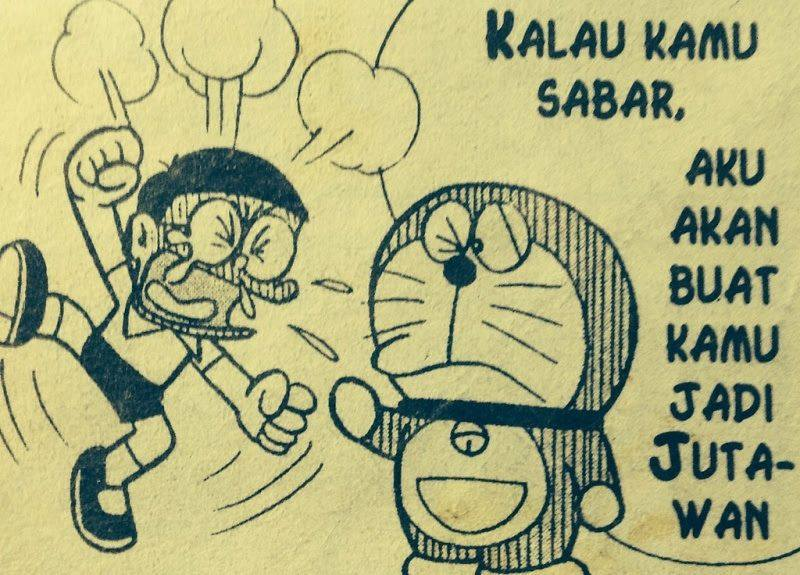 KALAU KAMU
SABAR,
AKU
AKAN
BUAT
KAMU
JADI
JUTA-
WAN